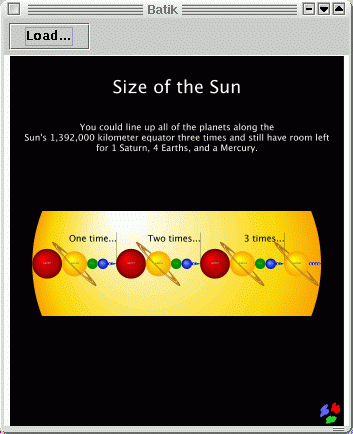 Batik
Load...
Size of the Sun
You could line up all of the planets along the
Sun's 1,392,000 kilometer equator three times and still have room left
for 1 Saturn, 4 Earths, and a Mercury.
One time... Two times... 3 times...